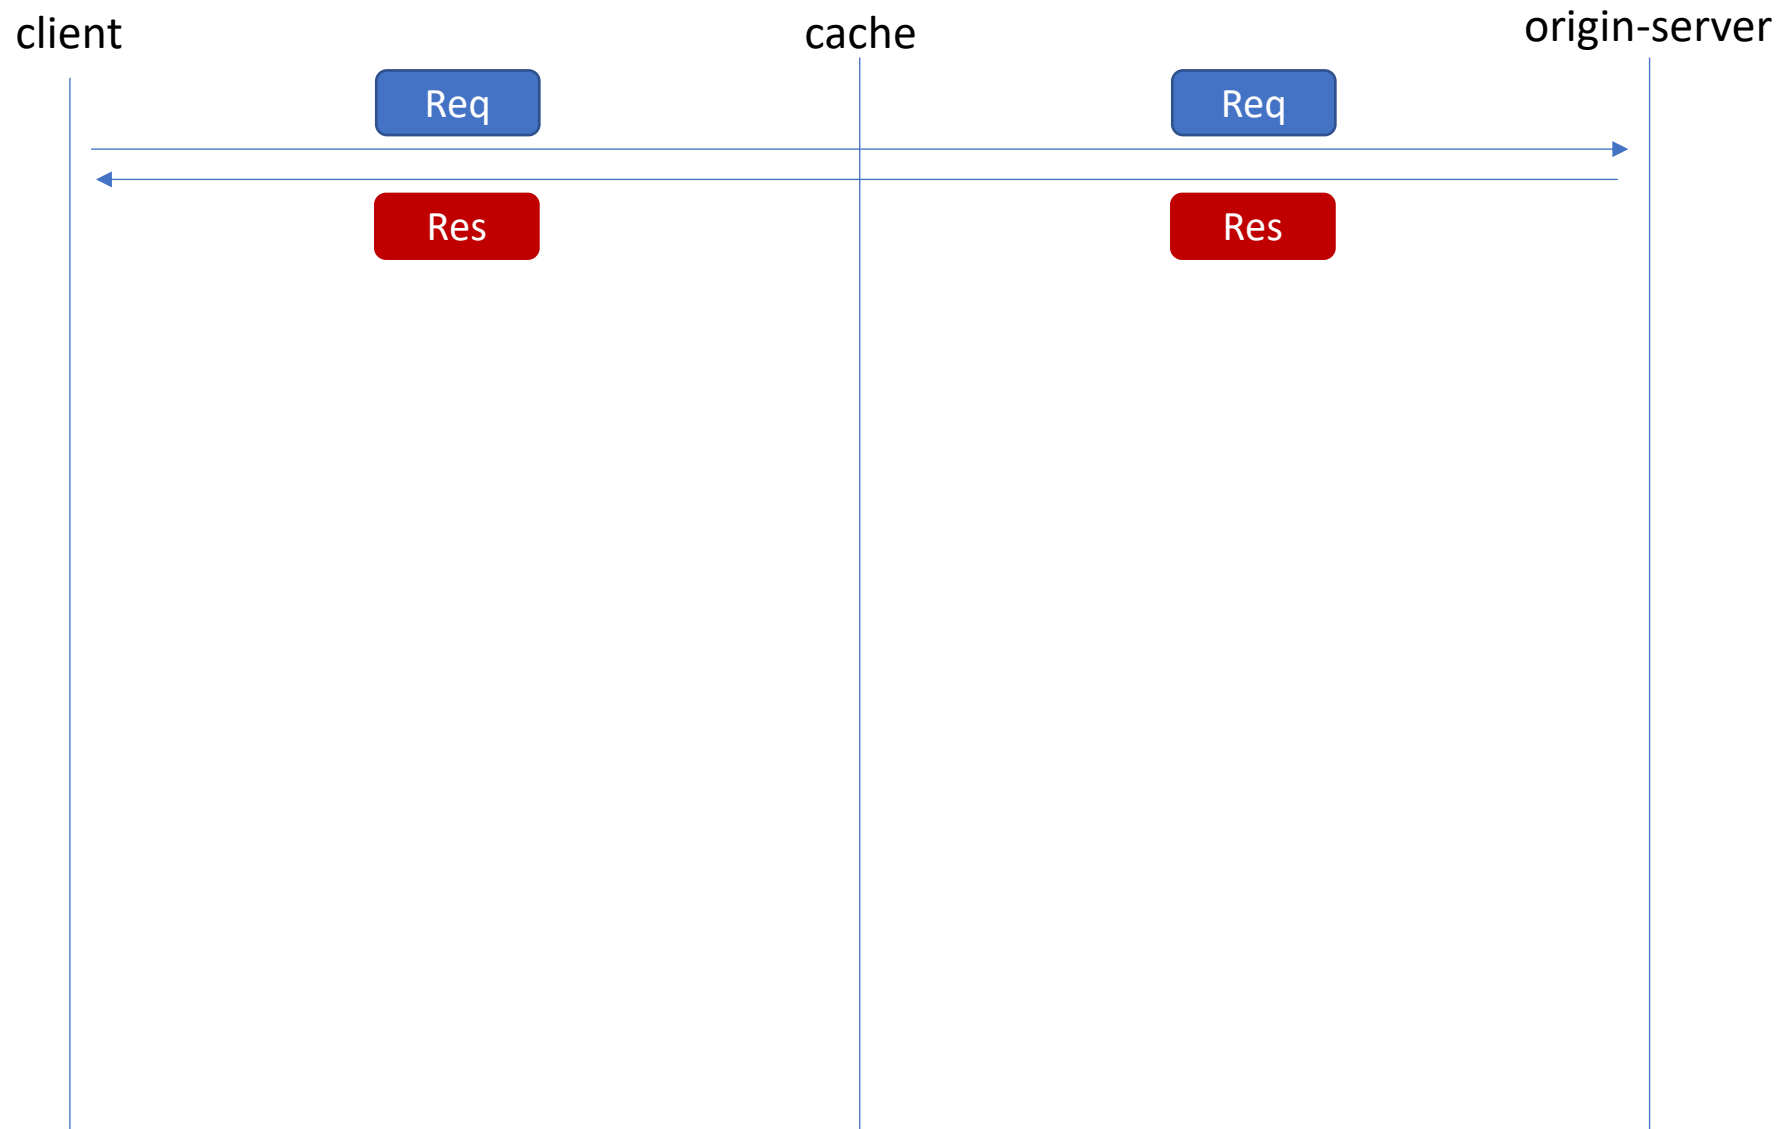 client
cache
origin-server
Req
Req
Res
Res